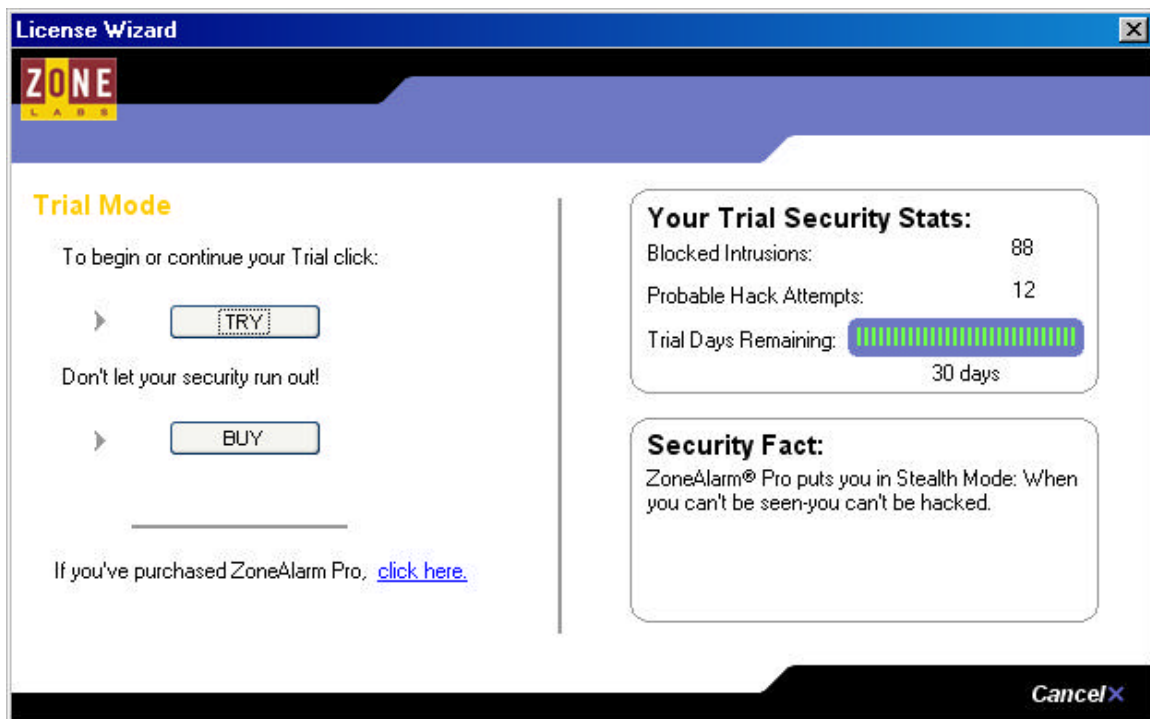 License Wizard
ZONE
LABS
Trial Mode
To begin or continue your Trial click:
TRY
Don't let your security run out!
BUY
If you've purchased ZoneAlarm Pro, click here.
Your Trial Security Stats:
Blocked Intrusions: 88
Probable Hack Attempts: 12
Trial Days Remaining:
30 days
Security Fact:
ZoneAlarm® Pro puts you in Stealth Mode: When
you can't be seen-you can't be hacked.
Cancel